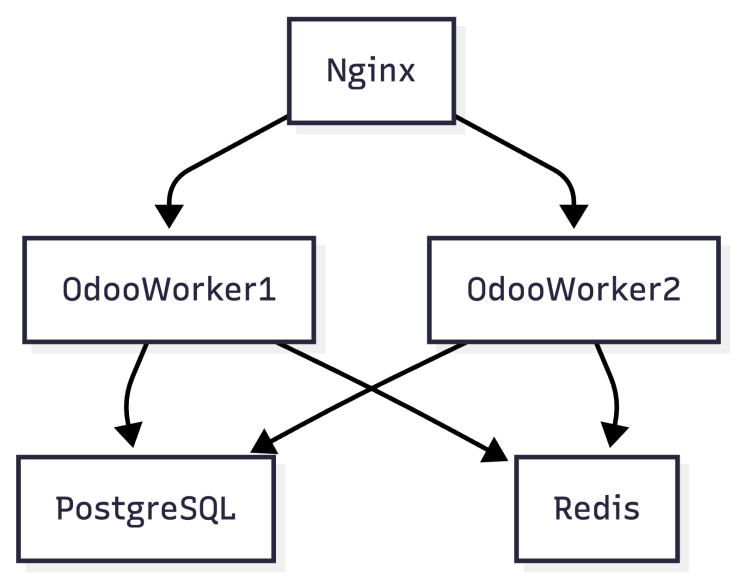 Nginx
OdooWorker1
OdooWorker2
PostgreSQL
Redis